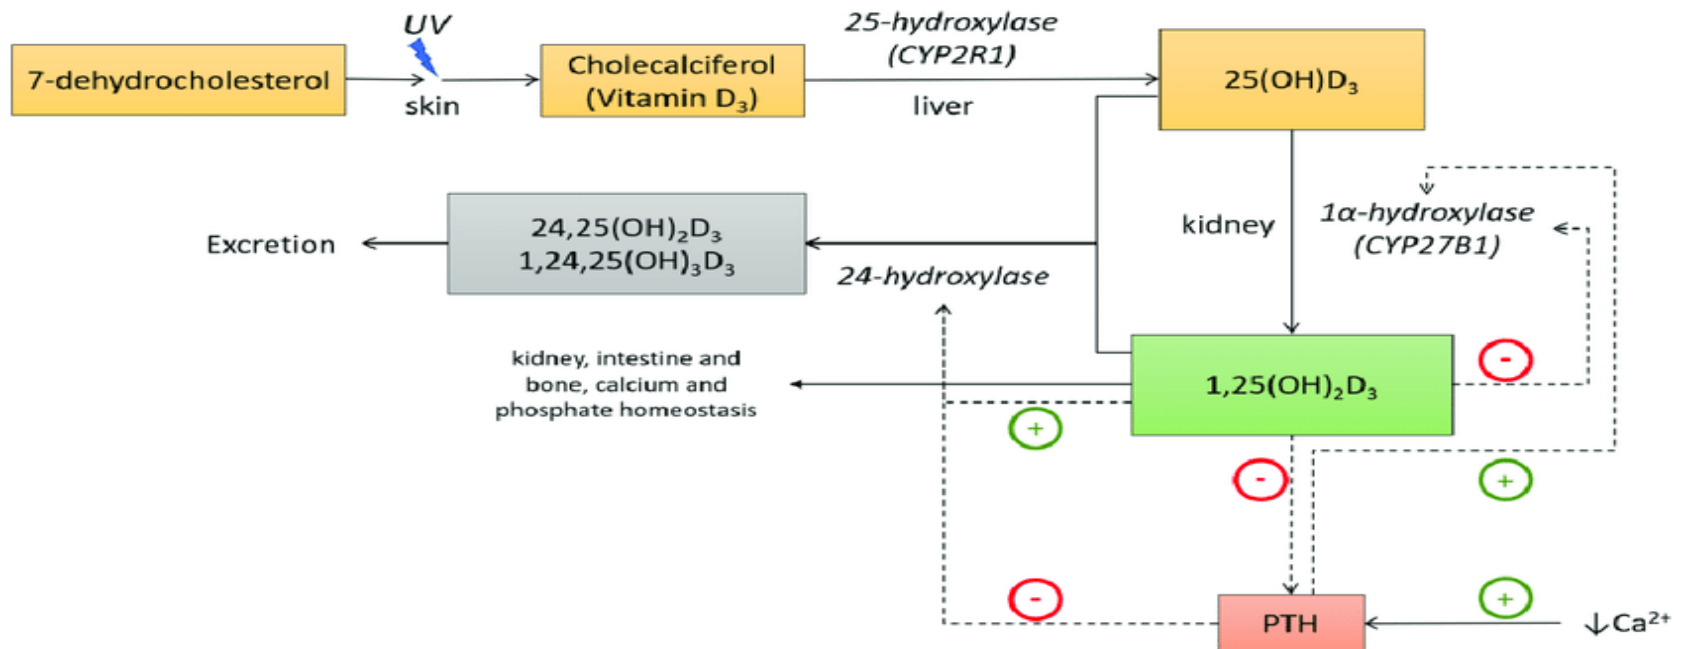 UV
25-hydroxylase
(CYP2R1)
7-dehydrocholesterol
Cholecalciferol
(Vitamin D₃)
25(OH)D₃
skin
liver
24,25(OH)₂D₃
1,24,25(OH)₃D₃
Excretion
kidney
1α-hydroxylase
(CYP27B1)
24-hydroxylase
kidney, intestine and
bone, calcium and
phosphate homeostasis
1,25(OH)₂D₃
-
+
-
+
-
+
PTH
↓Ca²⁺